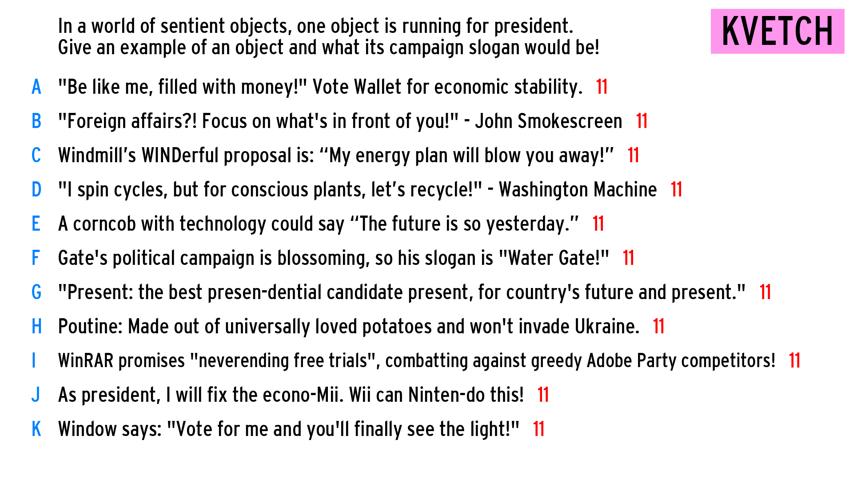 In a world of sentient objects, one object is running for president.
Give an example of an object and what its campaign slogan would be!
KVETCH
A "Be like me, filled with money!" Vote Wallet for economic stability. 11
B "Foreign affairs?! Focus on what's in front of you!" - John Smokescreen 11
C Windmill’s WINDerful proposal is: “My energy plan will blow you away!” 11
D "I spin cycles, but for conscious plants, let’s recycle!" - Washington Machine 11
E A corncob with technology could say “The future is so yesterday.” 11
F Gate's political campaign is blossoming, so his slogan is "Water Gate!" 11
G "Present: the best presen-dential candidate present, for country's future and present." 11
H Poutine: Made out of universally loved potatoes and won't invade Ukraine. 11
I WinRAR promises "neverending free trials", combatting against greedy Adobe Party competitors! 11
J As president, I will fix the econo-Mii. Wii can Ninten-do this! 11
K Window says: "Vote for me and you'll finally see the light!" 11